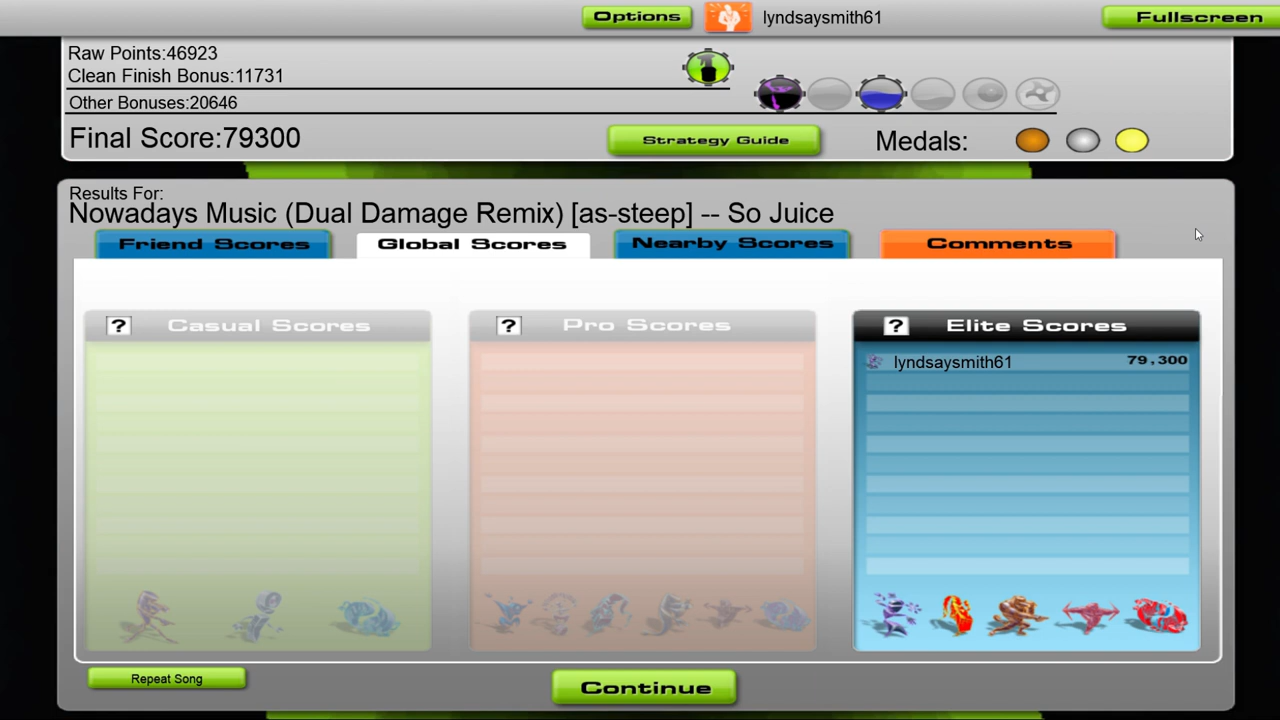 Options
lyndsaysmith61
Fullscreen
Raw Points:46923
Clean Finish Bonus:11731
Other Bonuses:20646
Final Score:79300
Strategy Guide
Medals:
Results For:
Nowadays Music (Dual Damage Remix) [as-steep] -- So Juice
Friend Scores
Global Scores
Nearby Scores
Comments
? Casual Scores
? Pro Scores
? Elite Scores
lyndsaysmith61 79,300
Repeat Song
Continue